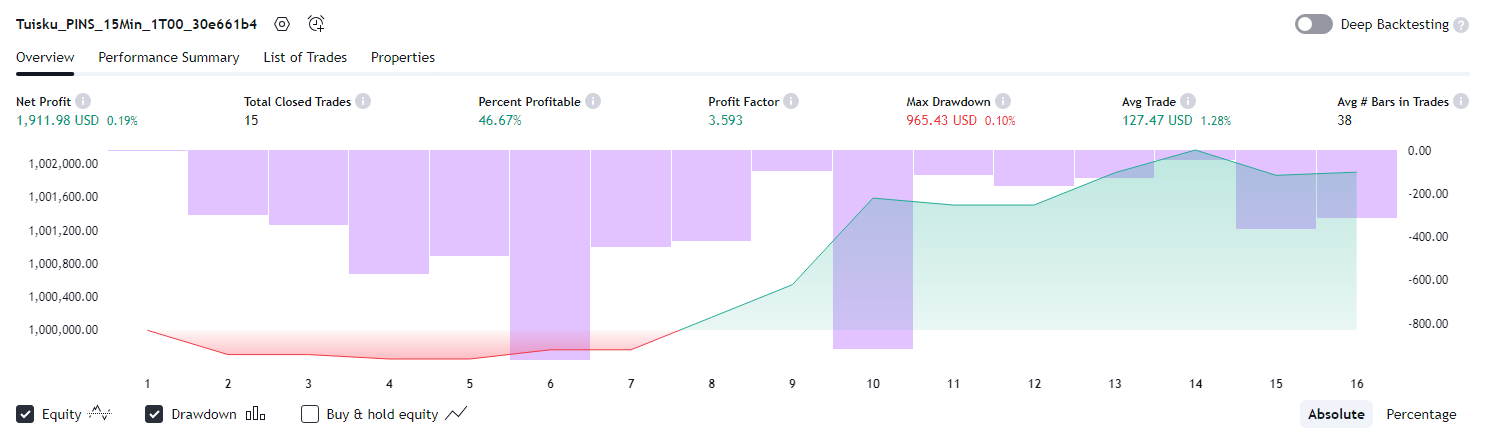 Tuisku_PINS_15Min_1T00_30e661b4
Deep Backtesting
Overview Performance Summary List of Trades Properties
Net Profit Total Closed Trades Percent Profitable Profit Factor Max Drawdown Avg Trade Avg # Bars in Trades
1,911.98 USD 0.19% 15 46.67% 3.593 965.43 USD 0.10% 127.47 USD 1.28% 38
1,002,000.00
1,001,600.00
1,001,200.00
1,000,800.00
1,000,400.00
1,000,000.00
0.00
-200.00
-400.00
-600.00
-800.00
1 2 3 4 5 6 7 8 9 10 11 12 13 14 15 16
Equity Drawdown Buy & hold equity Absolute Percentage